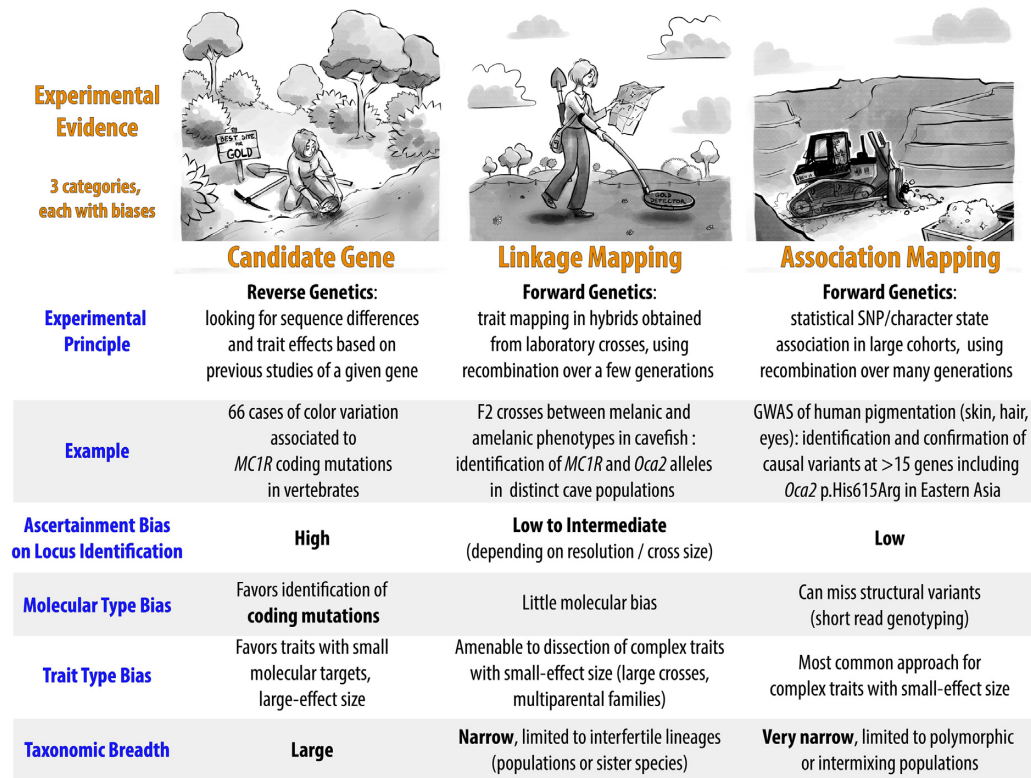 Experimental
Evidence
3 categories,
each with biases
BEST SITE
FOR
GOLD
GOLD
DETECTOR
Candidate Gene
Linkage Mapping
Association Mapping
Experimental
Principle
Reverse Genetics:
looking for sequence differences
and trait effects based on
previous studies of a given gene
Forward Genetics:
trait mapping in hybrids obtained
from laboratory crosses, using
recombination over a few generations
Forward Genetics:
statistical SNP/character state
association in large cohorts, using
recombination over many generations
Example
66 cases of color variation
associated to
MC1R coding mutations
in vertebrates
F2 crosses between melanic and
amelanic phenotypes in cavefish :
identification of MC1R and Oca2 alleles
in distinct cave populations
GWAS of human pigmentation (skin, hair,
eyes): identification and confirmation of
causal variants at >15 genes including
Oca2 p.His615Arg in Eastern Asia
Ascertainment Bias
on Locus Identification
High
Low to Intermediate
(depending on resolution / cross size)
Low
Molecular Type Bias
Favors identification of
coding mutations
Little molecular bias
Can miss structural variants
(short read genotyping)
Trait Type Bias
Favors traits with small
molecular targets,
large-effect size
Amenable to dissection of complex traits
with small-effect size (large crosses,
multiparental families)
Most common approach for
complex traits with small-effect size
Taxonomic Breadth
Large
Narrow, limited to interfertile lineages
(populations or sister species)
Very narrow, limited to polymorphic
or intermixing populations